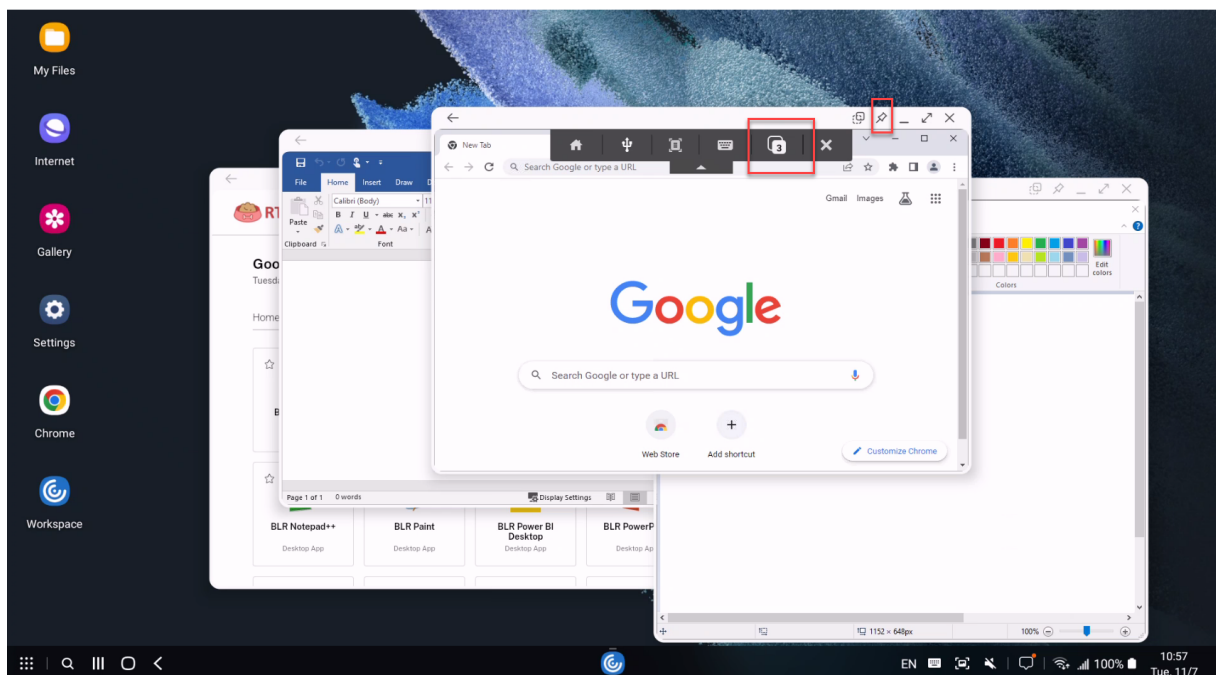 My Files
Internet
Gallery
Settings
Chrome
Workspace
New Tab
3
Search Google or type a URL
Gmail Images
Google
Search Google or type a URL
Web Store
Add shortcut
Customize Chrome
File Home Insert Draw
Calibri (Body) 11
Paste
B I U abc x, x
A aby A Aa A
Clipboard
Font
Page 1 of 1 0 words
Display Settings
RT
Goo
Tuesd
Home
BLR Notepad++
Desktop App
BLR Paint
Desktop App
BLR Power BI
Desktop
Desktop App
BLR PowerP
Desktop Ap
Edit
colors
Colors
1152 × 648px
100%
EN
100%
10:57
Tue, 11/7